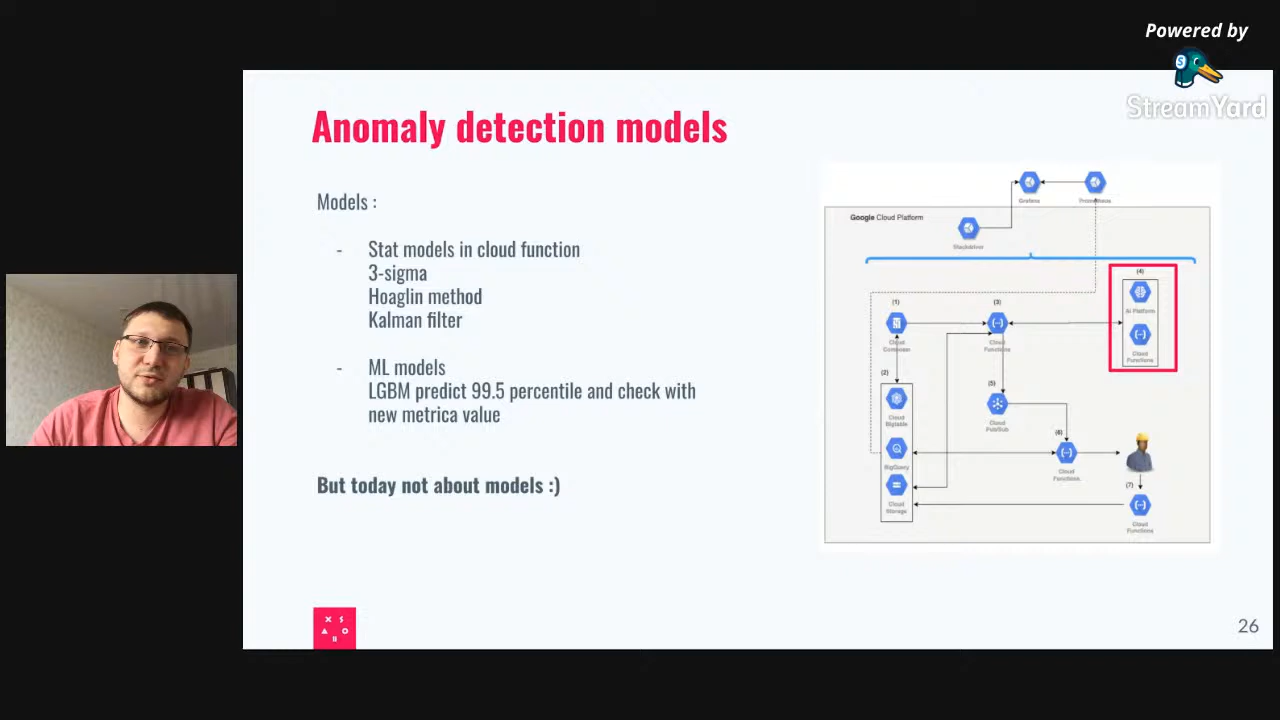 Powered by
StreamYard
Anomaly detection models
Models :
- Stat models in cloud function
3-sigma
Hoaglin method
Kalman filter
- ML models
LGBM predict 99.5 percentile and check with
new metrica value
But today not about models :)
Grafana
Prometheus
Google Cloud Platform
Stackdriver
(4)
AI Platform
Cloud
Functions
(1)
Cloud
Composer
(3)
Cloud
Functions
(2)
Cloud
Bigtable
BigQuery
Cloud
Storage
(5)
Cloud
Pub/Sub
(6)
Cloud
Functions
(7)
Cloud
Functions
26